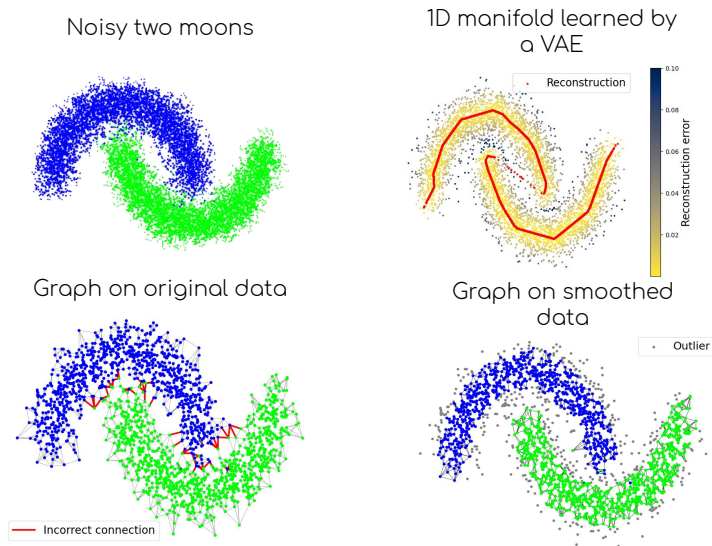 Noisy two moons
1D manifold learned by
a VAE
Reconstruction
0.10
0.08
0.06
0.04
0.02
Reconstruction error
Graph on original data
Graph on smoothed
data
Outlier
Incorrect connection